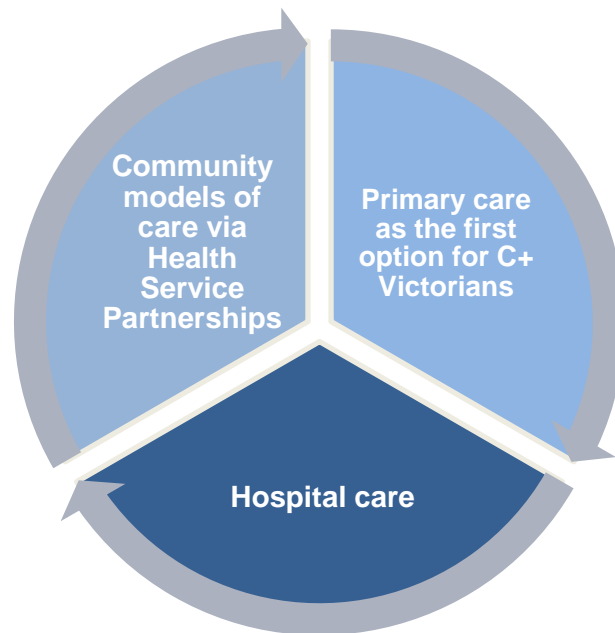 Community
models of
care via
Health
Service
Partnerships
Primary care
as the first
option for C+
Victorians
Hospital care